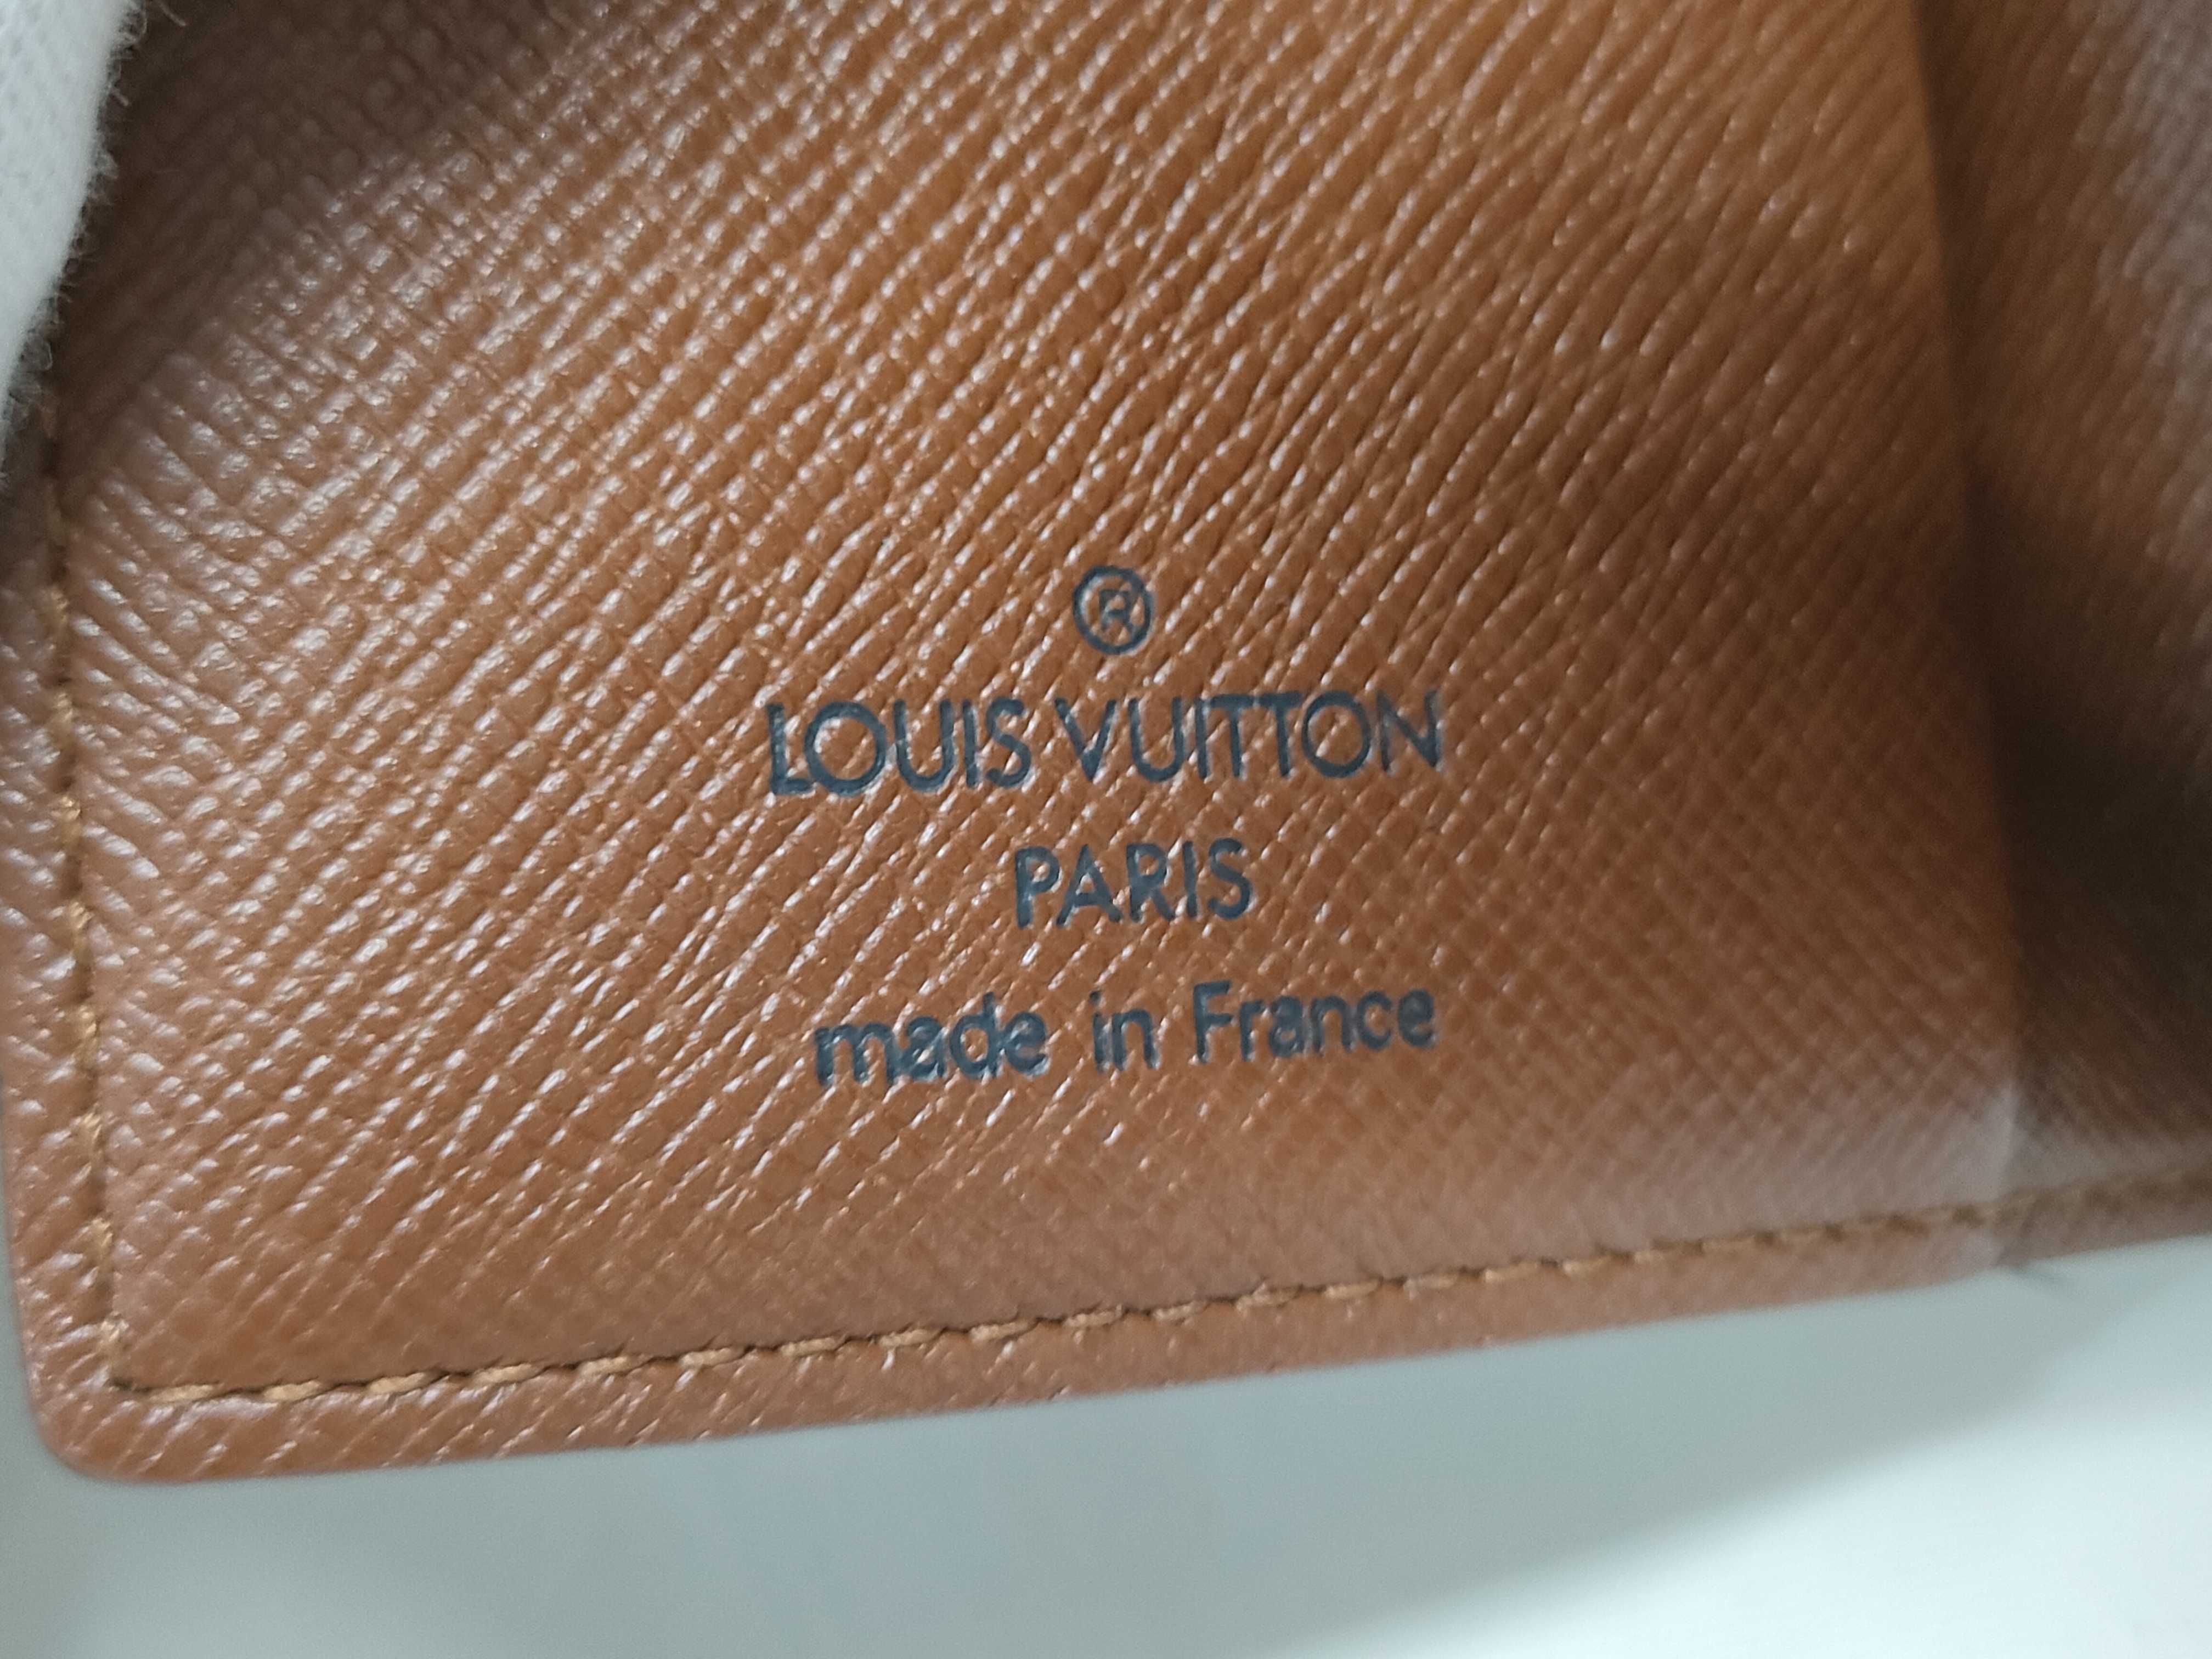 ®
LOUIS VUITTON
PARIS
made in France